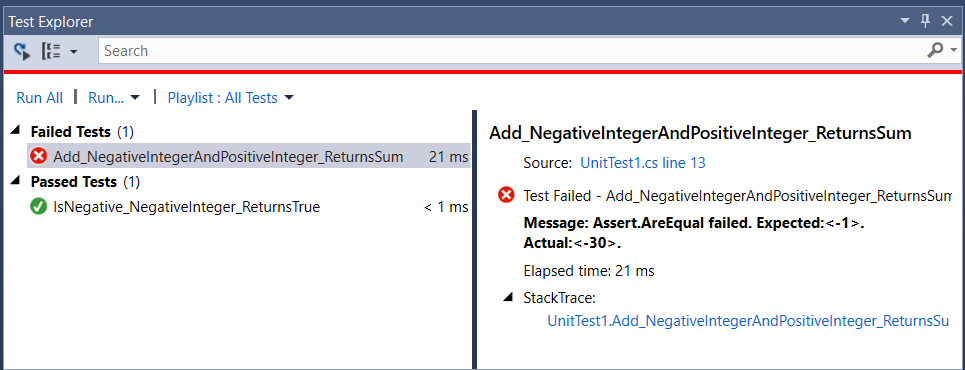 Test Explorer
Search
Run All | Run... | Playlist : All Tests
Failed Tests (1)
Add_NegativeIntegerAndPositiveInteger_ReturnsSum 21 ms
Passed Tests (1)
IsNegative_NegativeInteger_ReturnsTrue < 1 ms
Add_NegativeIntegerAndPositiveInteger_ReturnsSum
Source: UnitTest1.cs line 13
Test Failed - Add_NegativeIntegerAndPositiveInteger_ReturnsSum
Message: Assert.AreEqual failed. Expected:<-1>.
Actual:<-30>.
Elapsed time: 21 ms
StackTrace:
UnitTest1.Add_NegativeIntegerAndPositiveInteger_ReturnsSu